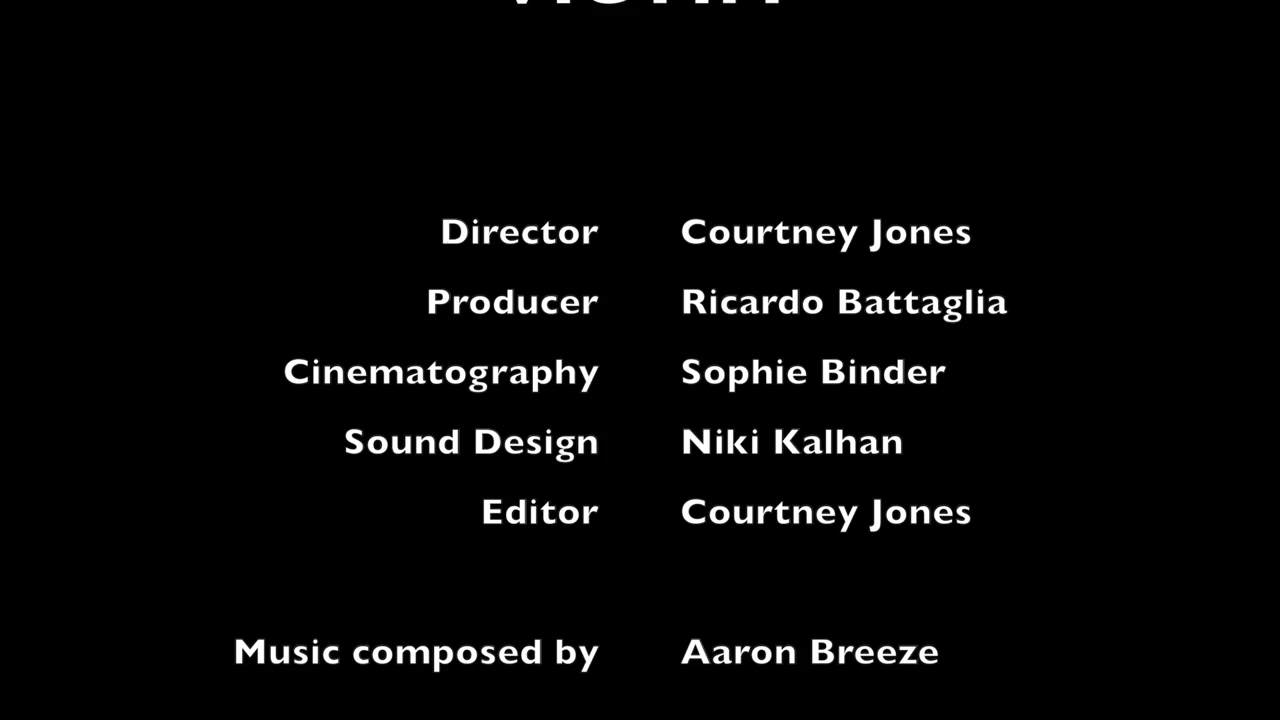 Director Courtney Jones
Producer Ricardo Battaglia
Cinematography Sophie Binder
Sound Design Niki Kalhan
Editor Courtney Jones
Music composed by Aaron Breeze